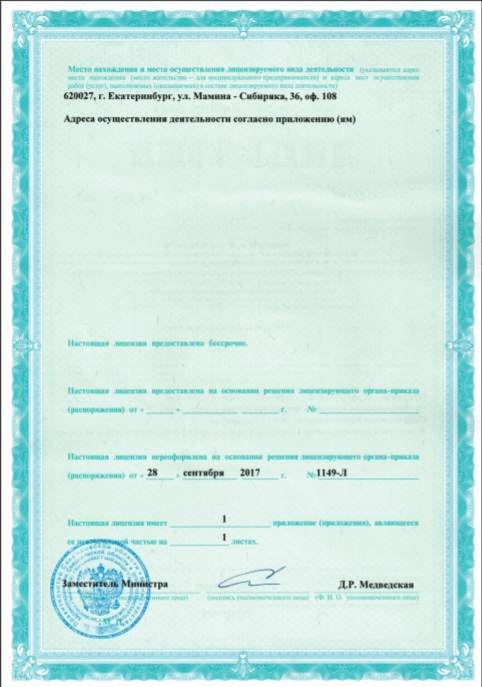 Место нахождения и места осуществления лицензируемого вида деятельности (указываются адрес
места нахождения (место жительства – для индивидуального предпринимателя) и адреса мест осуществления
работ (услуг), выполняемых (оказываемых) в составе лицензируемого вида деятельности)
620027, г. Екатеринбург, ул. Мамина - Сибиряка, 36, оф. 108
Адреса осуществления деятельности согласно приложению (ям)
Настоящая лицензия предоставлена бессрочно.
Настоящая лицензия предоставлена на основании решения лицензирующего органа-приказа
(распоряжения) от « » г. №
Настоящая лицензия переоформлена на основании решения лицензирующего органа-приказа
(распоряжения) от « 28 » сентября 2017 г. № 1149-Л
Настоящая лицензия имеет 1 приложение (приложения), являющееся
ее частью на 1 листах.
Заместитель Министра Д.Р. Медведская
(подпись уполномоченного лица) (Ф. И. О. уполномоченного лица)